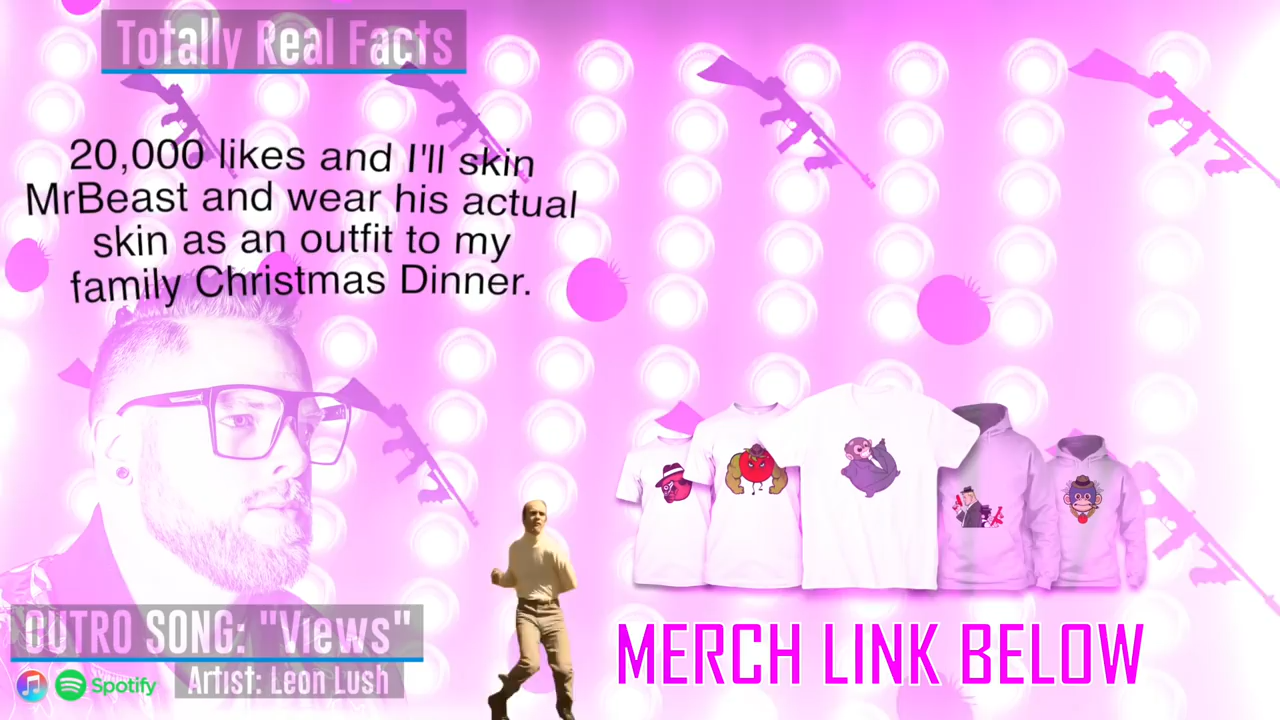 Totally Real Facts
20,000 likes and I'll skin
MrBeast and wear his actual
skin as an outfit to my
family Christmas Dinner.
OUTRO SONG: "Views"
Spotify
Artist: Leon Lush
MERCH LINK BELOW